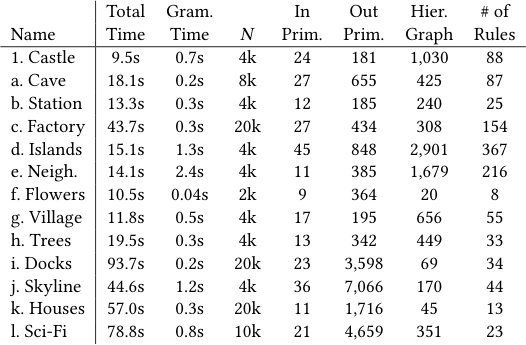 Total Gram. In Out Hier. # of
Name Time Time N Prim. Prim. Graph Rules
1. Castle 9.5s 0.7s 4k 24 181 1,030 88
a. Cave 18.1s 0.2s 8k 27 655 425 87
b. Station 13.3s 0.3s 4k 12 185 240 25
c. Factory 43.7s 0.3s 20k 27 434 308 154
d. Islands 15.1s 1.3s 4k 45 848 2,901 367
e. Neigh. 14.1s 2.4s 4k 11 385 1,679 216
f. Flowers 10.5s 0.04s 2k 9 364 20 8
g. Village 11.8s 0.5s 4k 17 195 656 55
h. Trees 19.5s 0.3s 4k 13 342 449 33
i. Docks 93.7s 0.2s 20k 23 3,598 69 34
j. Skyline 44.6s 1.2s 4k 36 7,066 170 44
k. Houses 57.0s 0.3s 20k 11 1,716 45 13
l. Sci-Fi 78.8s 0.8s 10k 21 4,659 351 23